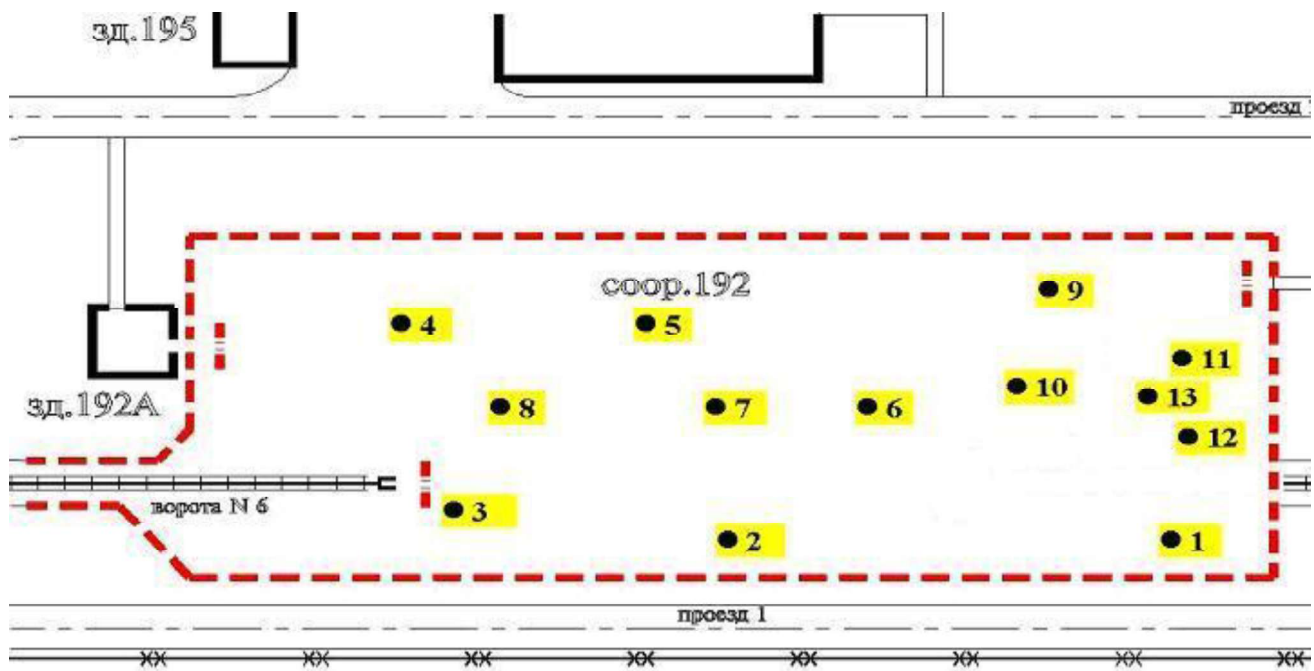 зд.195
проезд
соор.192
9
4
5
11
10
13
зд.192А
8
7
6
12
ворота N 6
3
2
1
проезд 1